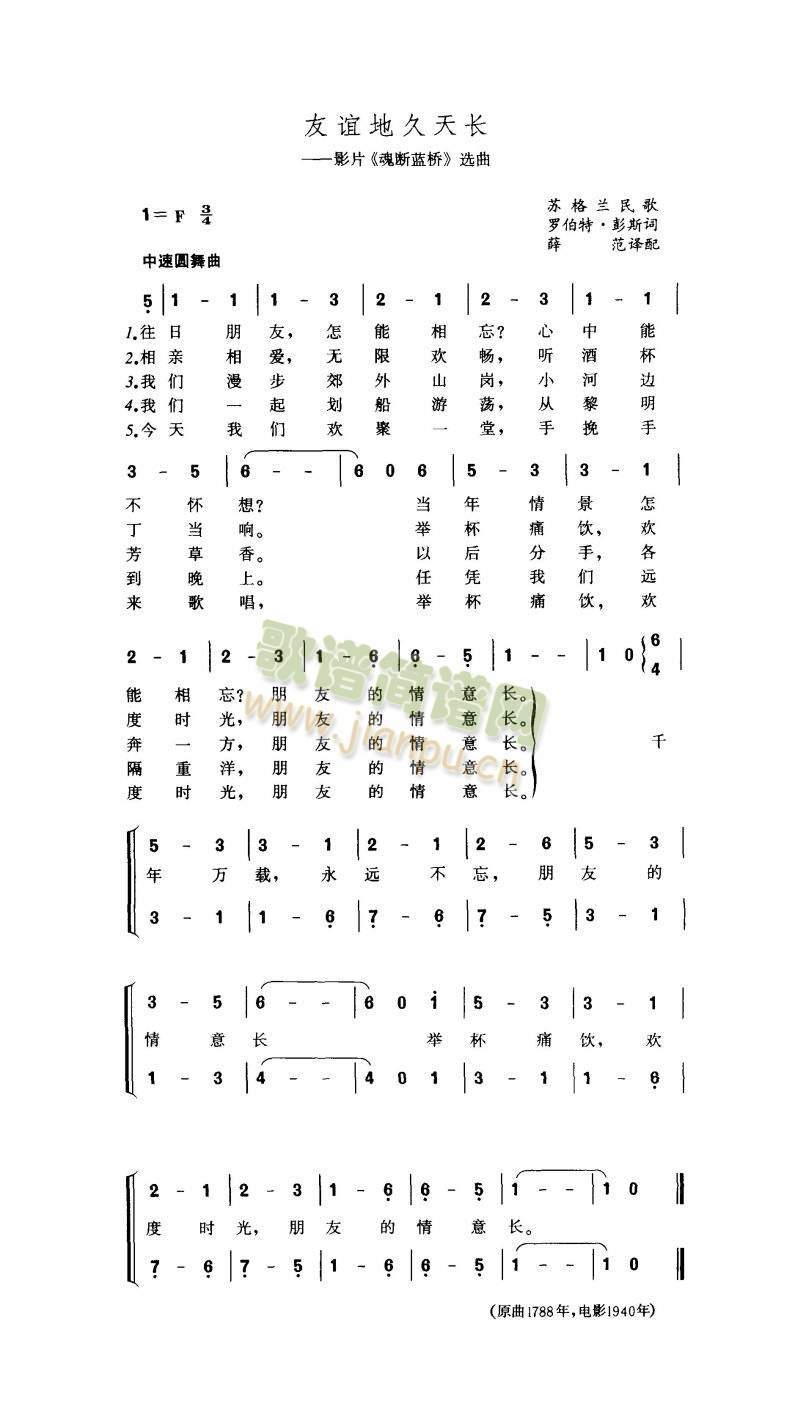 友谊地久天长
——影片《魂断蓝桥》选曲
1=F 3/4
苏格兰民歌
罗伯特·彭斯词
薛 范译配
中速圆舞曲
5 | 1 - 1 | 1 - 3 | 2 - 1 | 2 - 3 | 1 - 1 |
1.往日 朋友, 怎能相忘? 心中能
2.相亲 相爱, 无限欢畅, 听酒杯
3.我们 漫步 郊外山岗, 小河边
4.我们 一起 划船游荡, 从黎明
5.今天 我们 欢聚一堂, 手挽手
3 - 5 | 6 - - | 6 0 6 | 5 - 3 | 3 - 1 |
不怀想? 当年情景怎
丁当响。 举杯痛饮, 欢
芳草香。 以后分手, 各
到晚上。 任凭我们远
来歌唱, 举杯痛饮, 欢
2 - 1 | 2 - 3 | 1 - 6 | 6 - 5 | 1 - - | 1 0 { 6/4 |
能相忘? 朋友的情意长。
度时光, 朋友的情意长。
奔一方, 朋友的情意长。 千
隔重洋, 朋友的情意长。
度时光, 朋友的情意长。
5 - 3 | 3 - 1 | 2 - 1 | 2 - 6 | 5 - 3 |
年万载, 永远不忘, 朋友的
3 - 1 | 1 - 6 | 7 - 6 | 7 - 5 | 3 - 1 |
3 - 5 | 6 - - | 6 0 1 | 5 - 3 | 3 - 1 |
情意长 举杯痛饮, 欢
1 - 3 | 4 - - | 4 0 1 | 3 - 1 | 1 - 6 |
2 - 1 | 2 - 3 | 1 - 6 | 6 - 5 | 1 - - | 1 0 ‖
度时光, 朋友的情意长。
7 - 6 | 7 - 5 | 1 - 6 | 6 - 5 | 1 - - | 1 0 ‖
(原曲1788年,电影1940年)
歌谱简谱网
www.jianpu.cn